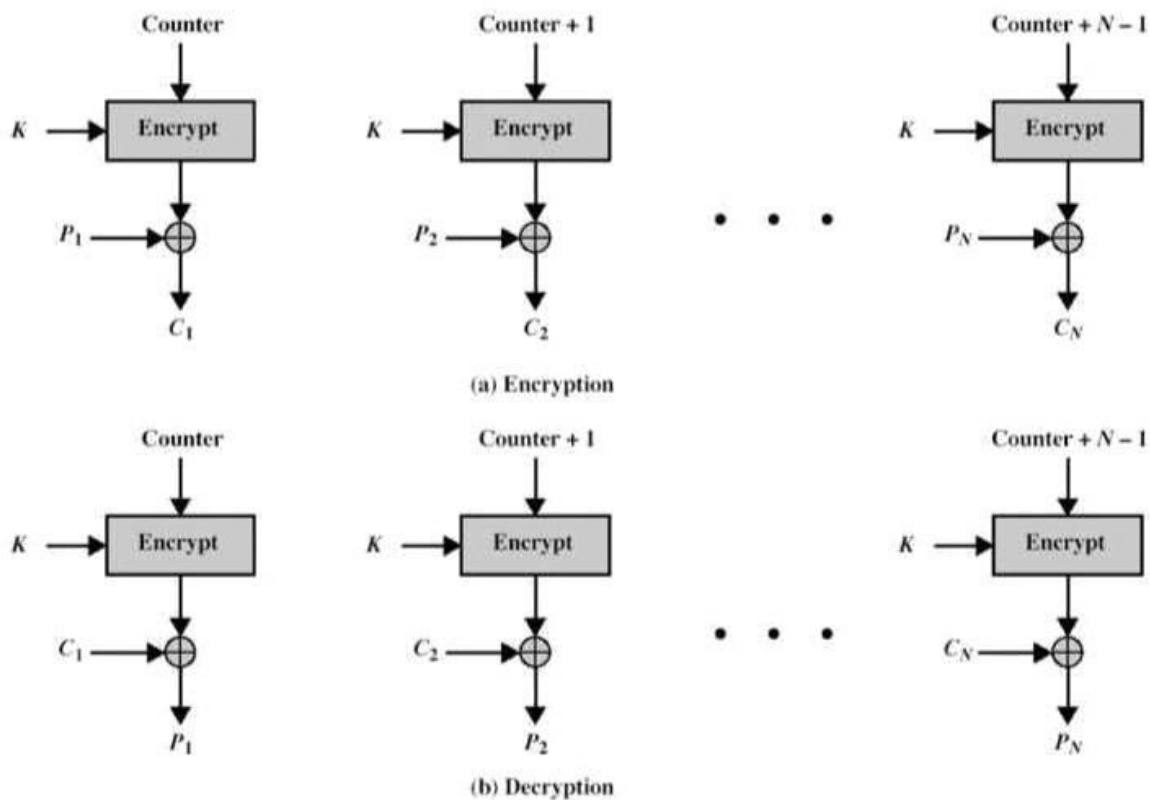 Counter Counter + 1 Counter + N – 1
K Encrypt K Encrypt K Encrypt
P1 P2 PN
C1 C2 CN
(a) Encryption
Counter Counter + 1 Counter + N – 1
K Encrypt K Encrypt K Encrypt
C1 C2 CN
P1 P2 PN
(b) Decryption